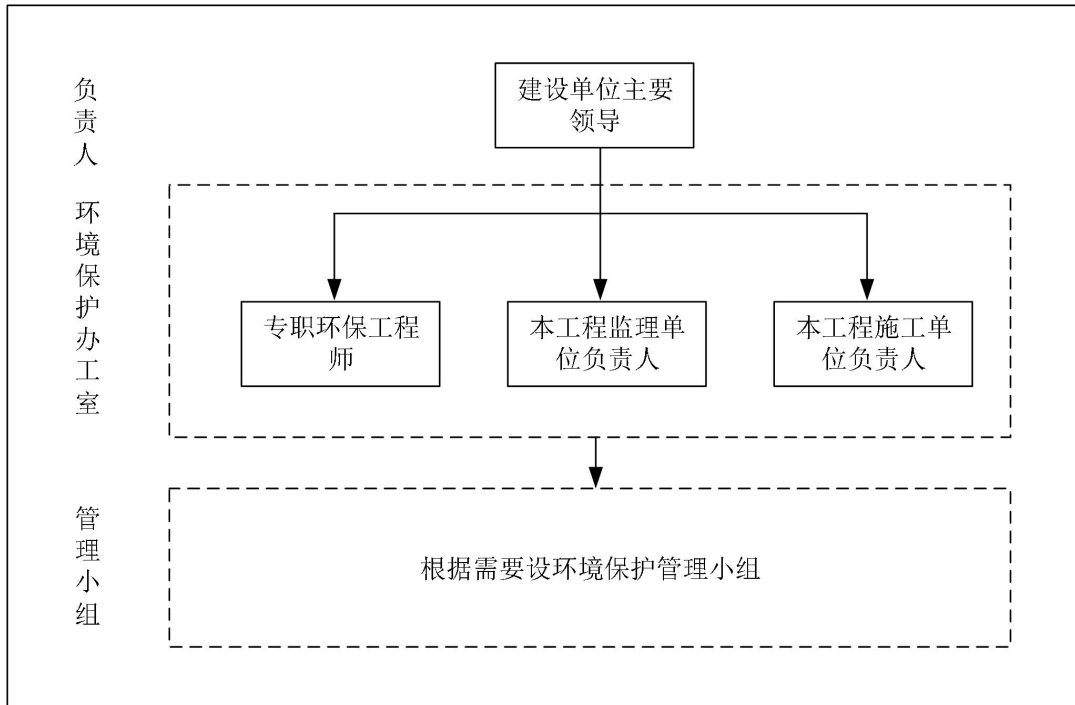 负责人
建设单位主要
领导
环境保护办工室
专职环保工程
师
本工程监理单
位负责人
本工程施工单
位负责人
管理小组
根据需要设环境保护管理小组